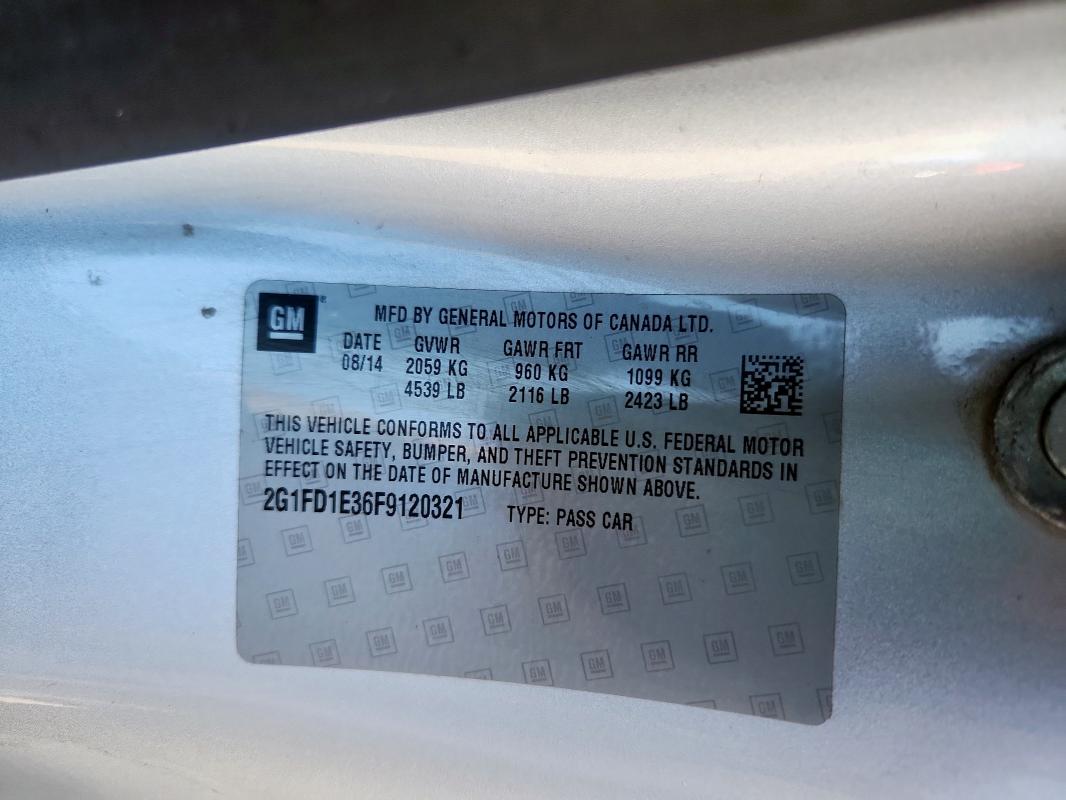 GM
MFD BY GENERAL MOTORS OF CANADA LTD.
DATE GVWR GAWR FRT GAWR RR
08/14 2059 KG 960 KG 1099 KG
4539 LB 2116 LB 2423 LB
THIS VEHICLE CONFORMS TO ALL APPLICABLE U.S. FEDERAL MOTOR
VEHICLE SAFETY, BUMPER, AND THEFT PREVENTION STANDARDS IN
EFFECT ON THE DATE OF MANUFACTURE SHOWN ABOVE.
2G1FD1E36F9120321 TYPE: PASS CAR